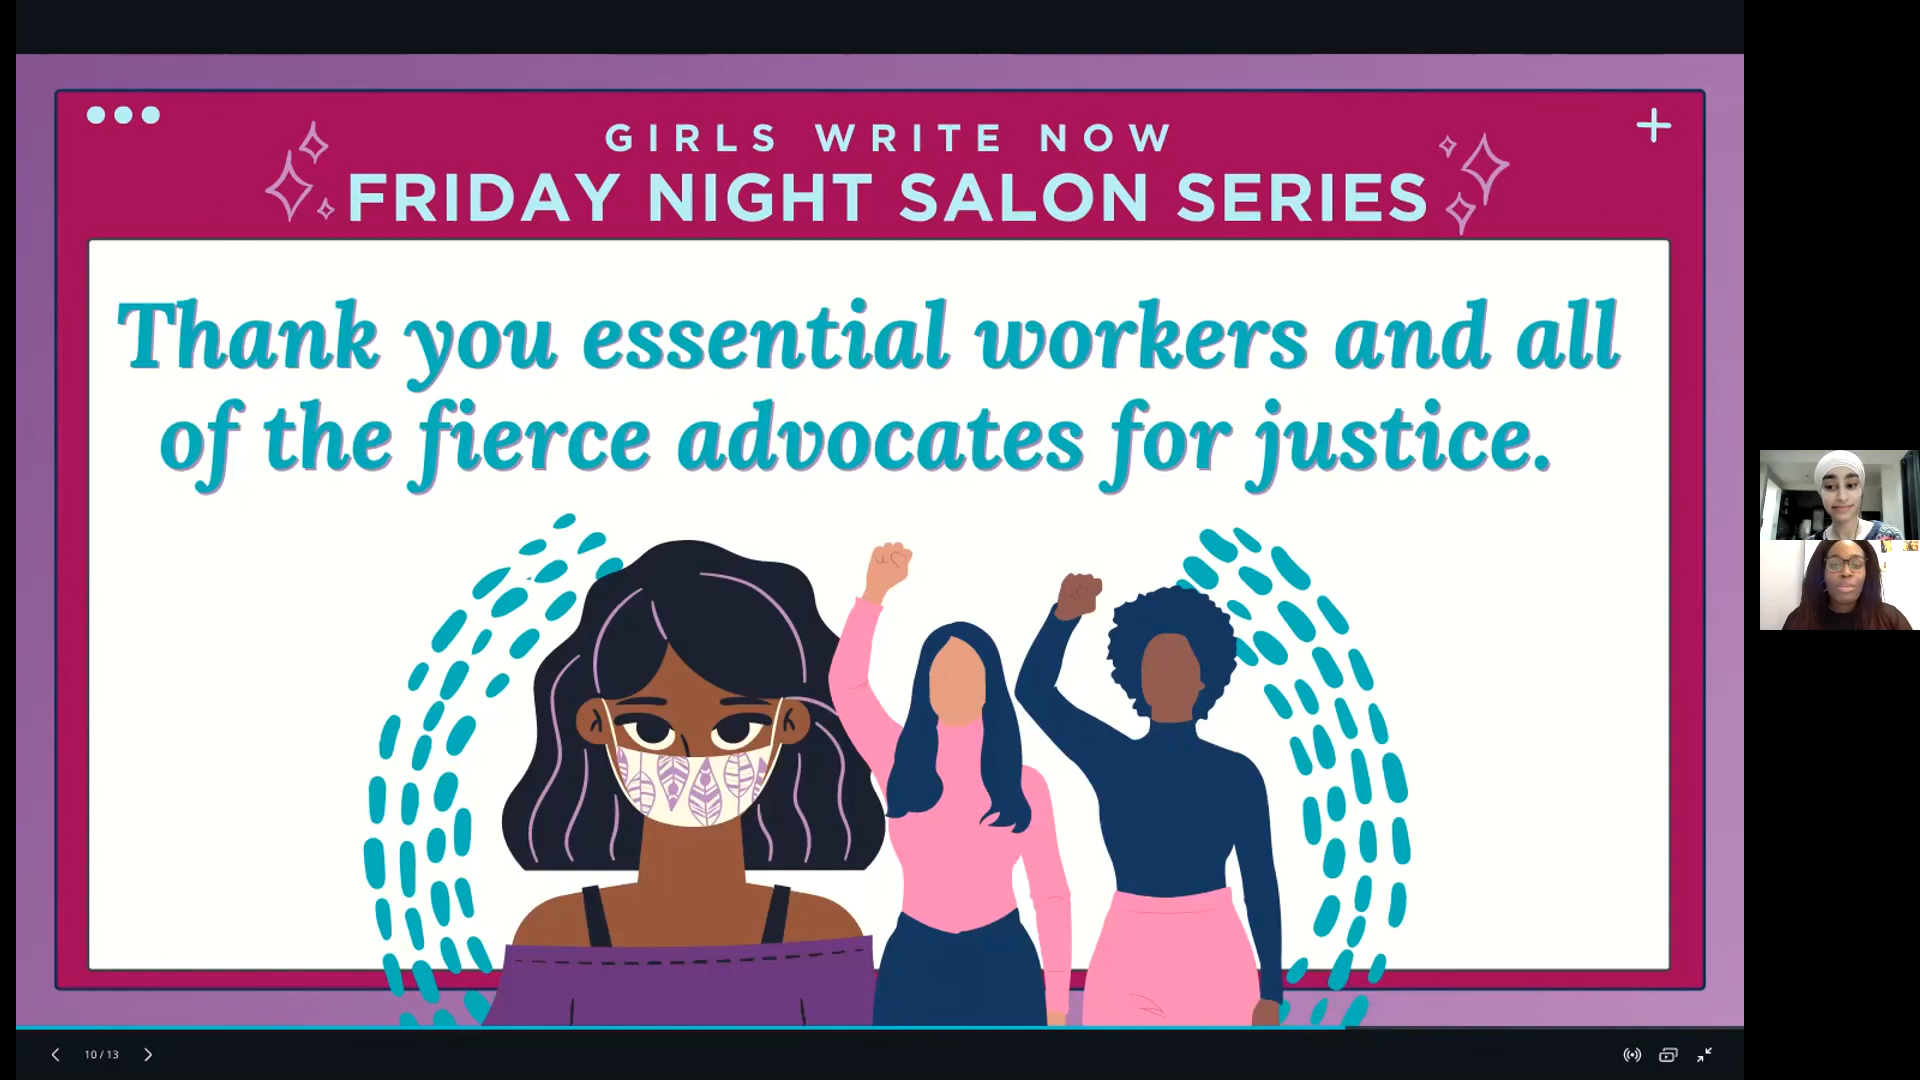 GIRLS WRITE NOW
FRIDAY NIGHT SALON SERIES
Thank you essential workers and all
of the fierce advocates for justice.
10 / 13